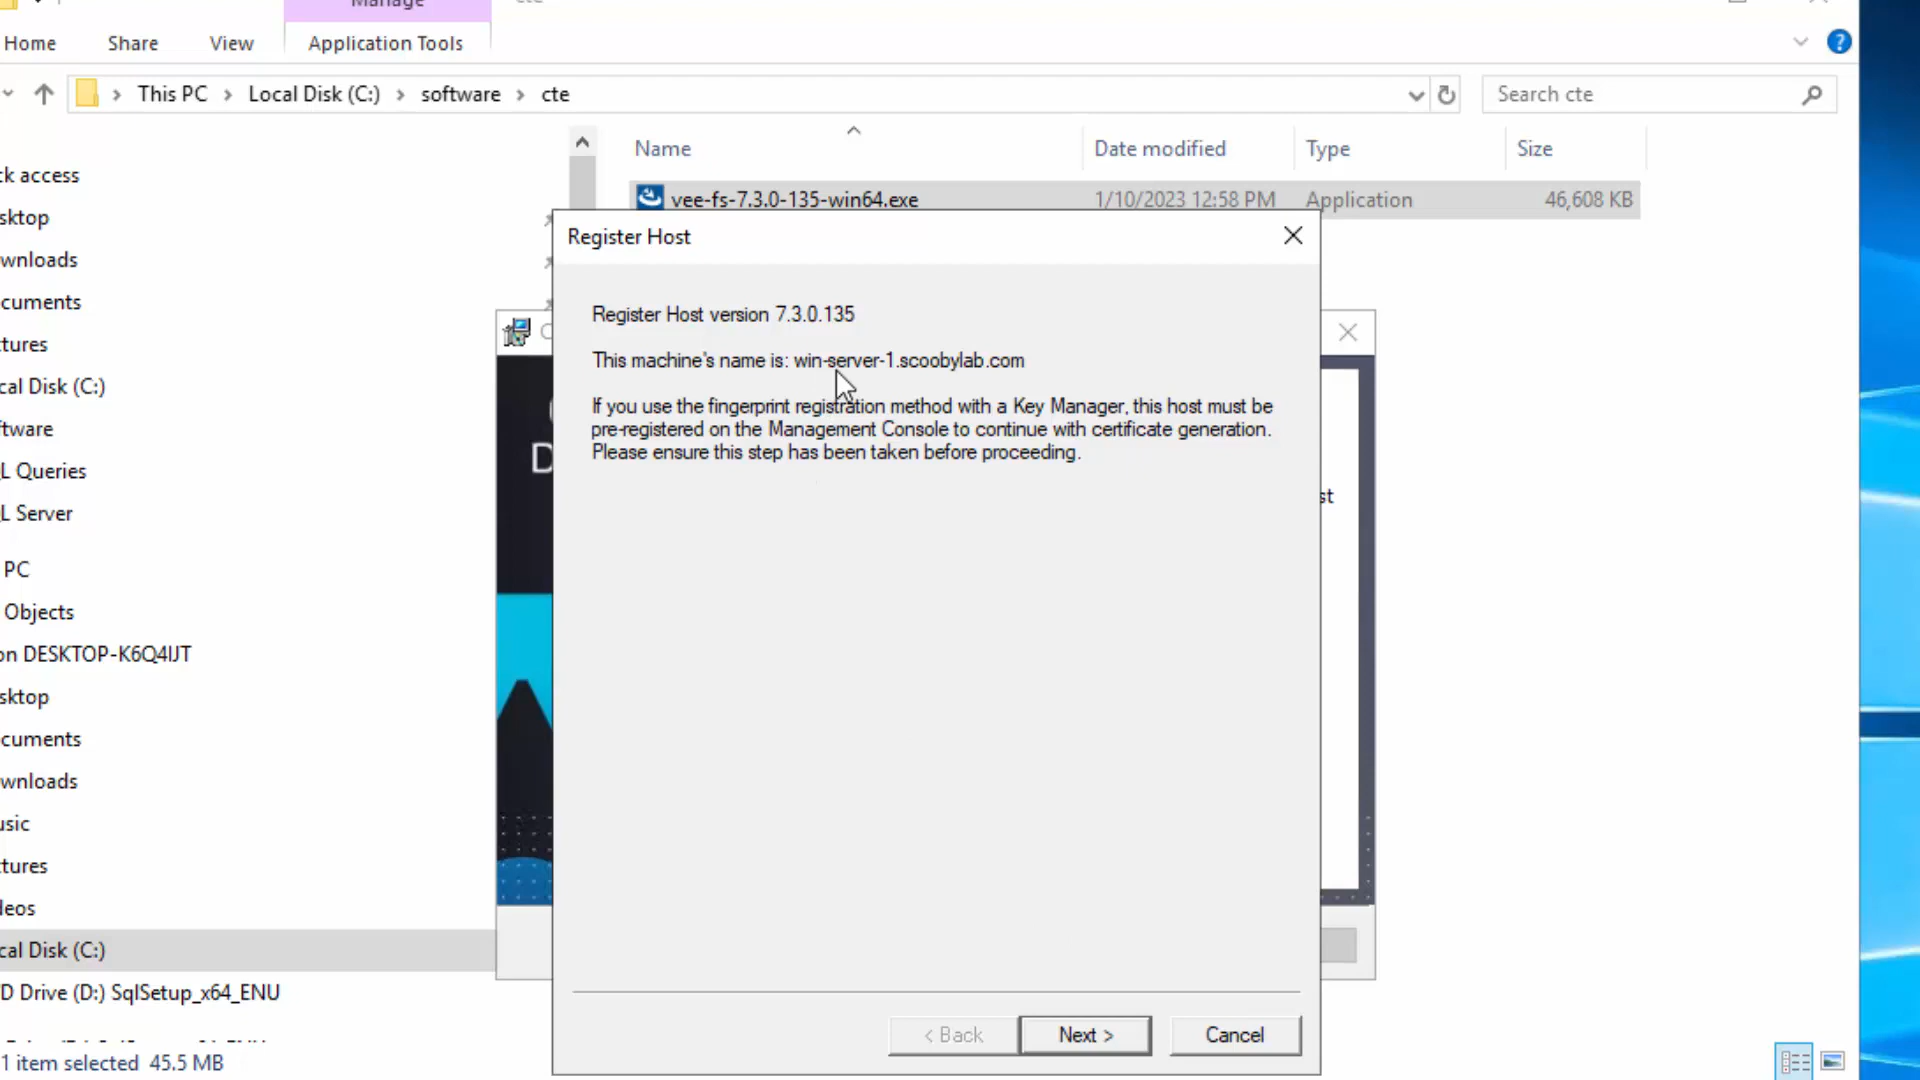 Manage
Home
Share
View
Application Tools
This PC
Local Disk (C:)
software
cte
Search cte
Name
Date modified
Type
Size
vee-fs-7.3.0-135-win64.exe
1/10/2023 12:58 PM
Application
46,608 KB
ck access
sktop
wnloads
cuments
tures
cal Disk (C:)
ftware
L Queries
L Server
PC
Objects
on DESKTOP-K6Q4IJT
sktop
cuments
wnloads
usic
tures
deos
cal Disk (C:)
D Drive (D:) SqlSetup_x64_ENU
1 item selected 45.5 MB
Register Host
Register Host version 7.3.0.135
This machine's name is: win-server-1.scoobylab.com
If you use the fingerprint registration method with a Key Manager, this host must be
pre-registered on the Management Console to continue with certificate generation.
Please ensure this step has been taken before proceeding.
D
st
< Back
Next >
Cancel